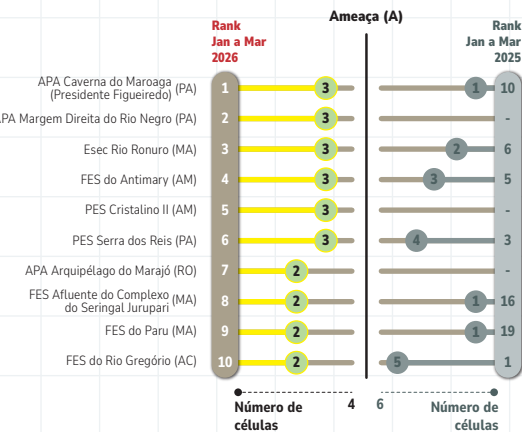 Ameaça (A)
Rank
Jan a Mar
2026
Rank
Jan a Mar
2025
APA Caverna do Maroaga
(Presidente Figueiredo) (PA) 1 3 1 10
APA Margem Direita do Rio Negro (PA) 2 3 -
Esec Rio Ronuro (MA) 3 3 2 6
FES do Antimary (AM) 4 3 3 5
PES Cristalino II (AM) 5 3 -
PES Serra dos Reis (PA) 6 3 4 3
APA Arquipélago do Marajó (RO) 7 2 -
FES Afluente do Complexo
do Seringal Jurupari (MA) 8 2 1 16
FES do Paru (MA) 9 2 1 19
FES do Rio Gregório (AC) 10 2 5 1
Número de
células
4 6
Número de
células